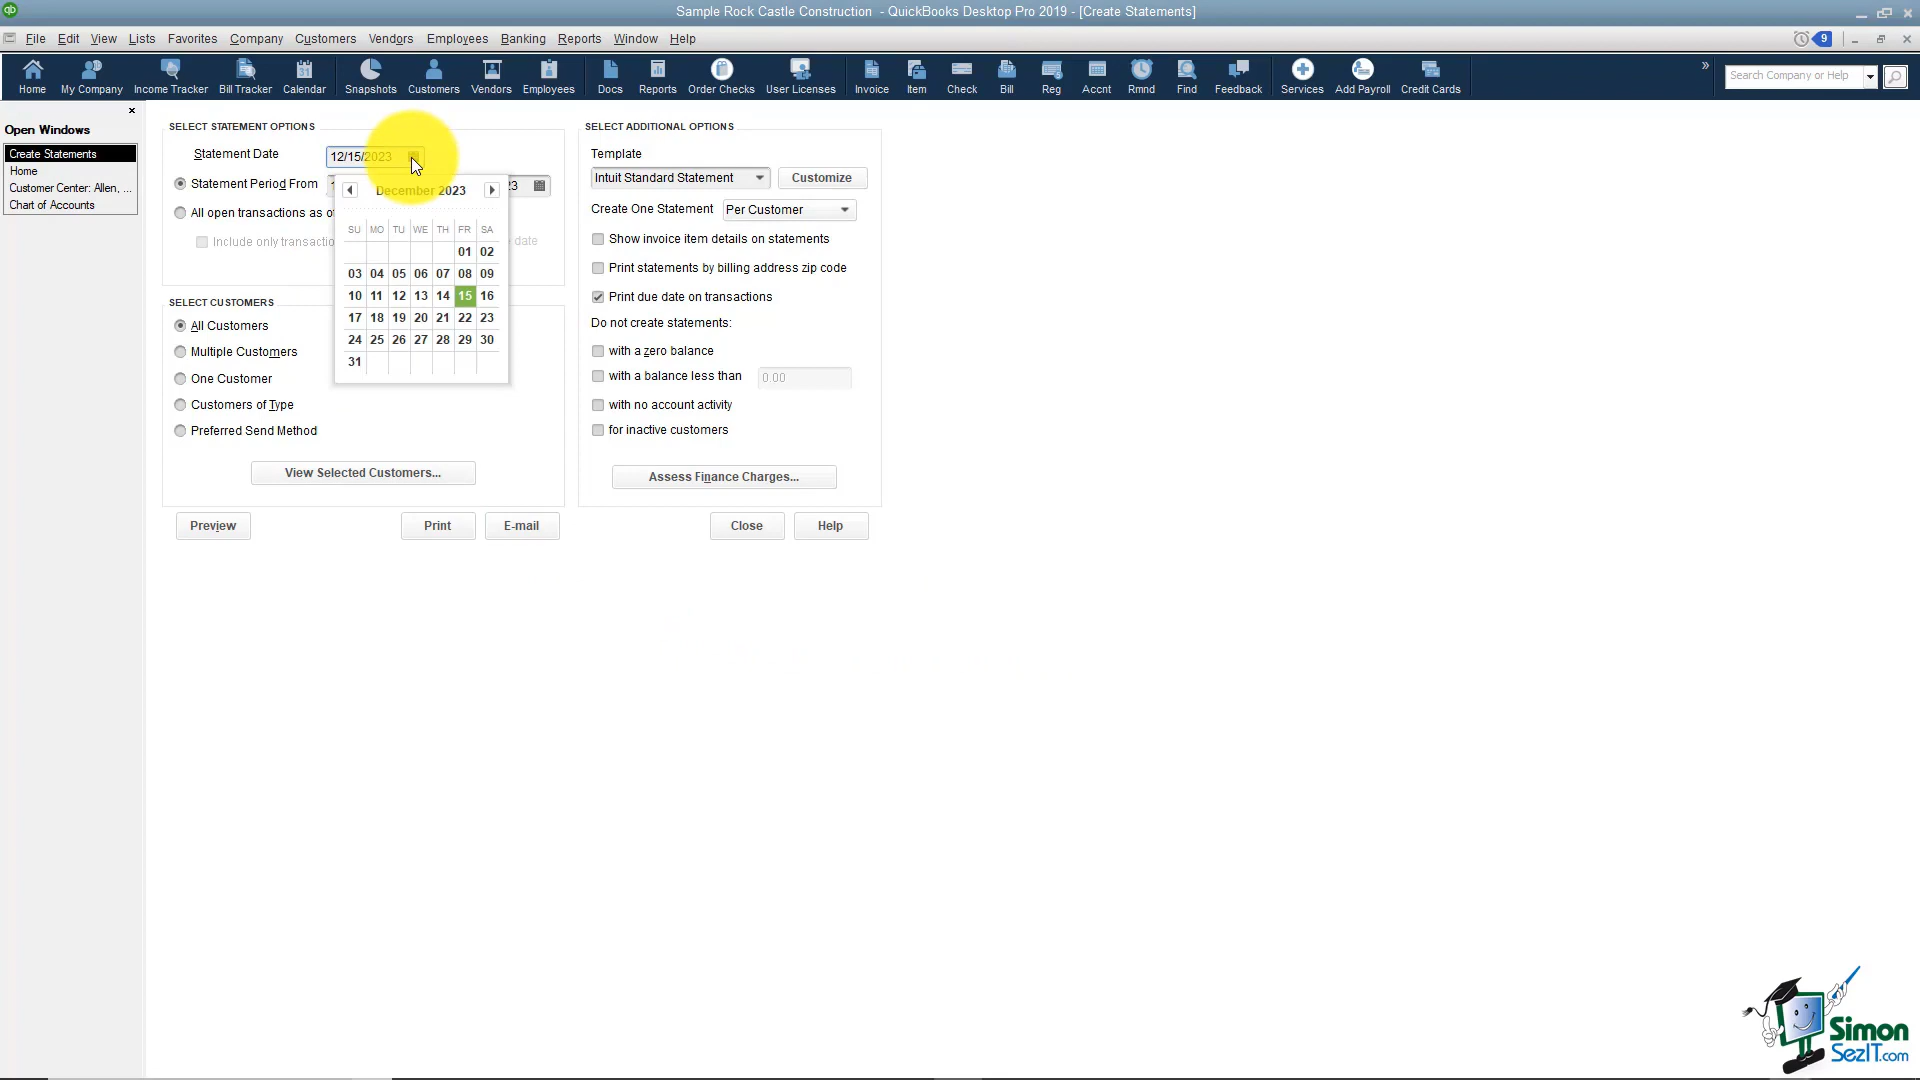 Sample Rock Castle Construction - QuickBooks Desktop Pro 2019 - [Create Statements]
File Edit View Lists Favorites Company Customers Vendors Employees Banking Reports Window Help
9
Home My Company Income Tracker Bill Tracker Calendar Snapshots Customers Vendors Employees Docs Reports Order Checks User Licenses Invoice Item Check Bill Reg Accnt Rmnd Find Feedback Services Add Payroll Credit Cards
Search Company or Help
Open Windows
Create Statements
Home
Customer Center: Allen, ...
Chart of Accounts
SELECT STATEMENT OPTIONS
Statement Date 12/15/2023
Statement Period From
All open transactions as of
Include only transactio date
December 2023
SU MO TU WE TH FR SA
01 02
03 04 05 06 07 08 09
10 11 12 13 14 15 16
17 18 19 20 21 22 23
24 25 26 27 28 29 30
31
SELECT CUSTOMERS
All Customers
Multiple Customers
One Customer
Customers of Type
Preferred Send Method
View Selected Customers...
Preview Print E-mail
SELECT ADDITIONAL OPTIONS
Template
Intuit Standard Statement Customize
Create One Statement Per Customer
Show invoice item details on statements
Print statements by billing address zip code
Print due date on transactions
Do not create statements:
with a zero balance
with a balance less than 0.00
with no account activity
for inactive customers
Assess Finance Charges...
Close Help
Simon
SezIT.com